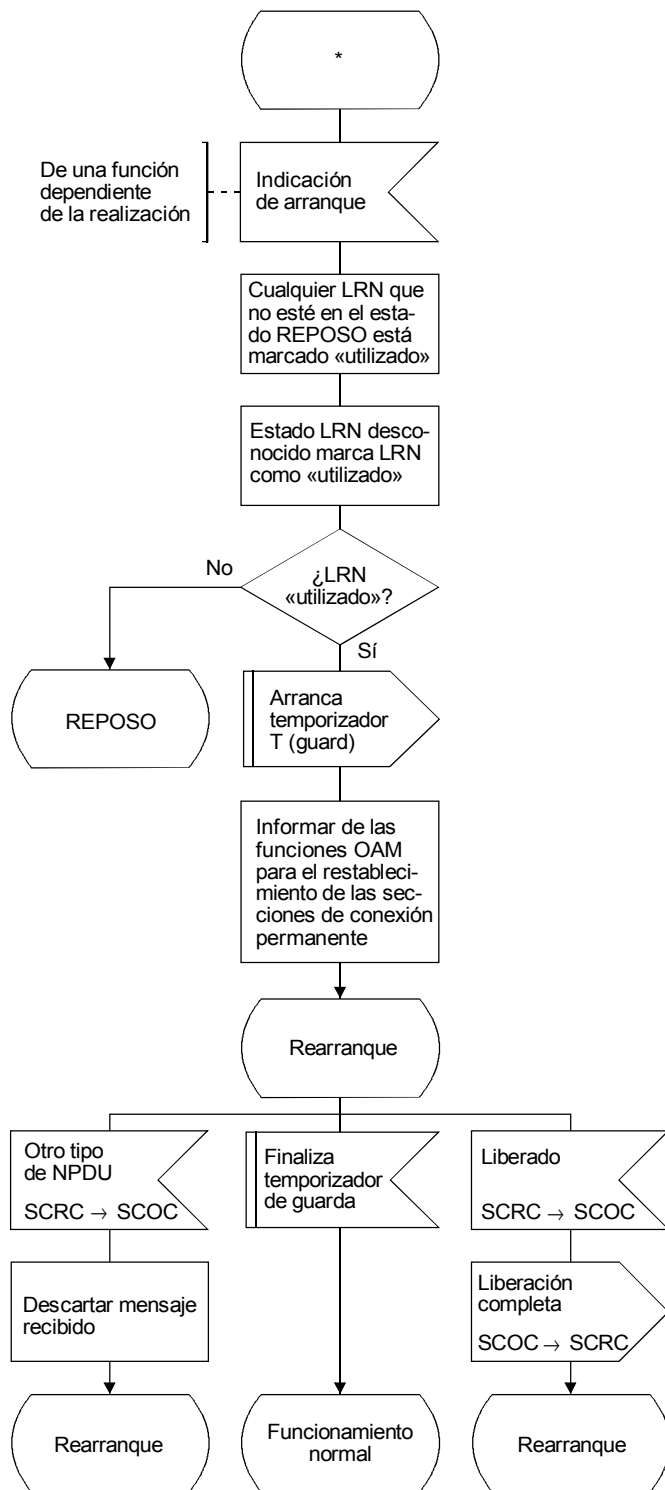 *
De una función
dependiente
de la realización
Indicación
de arranque
Cualquier LRN que
no esté en el esta-
do REPOSO está
marcado «utilizado»
Estado LRN desco-
nocido marca LRN
como «utilizado»
No
¿LRN
«utilizado»?
Sí
REPOSO
Arranca
temporizador
T (guard)
Informar de las
funciones OAM
para el restableci-
miento de las sec-
ciones de conexión
permanente
Rearranque
Otro tipo
de NPDU
SCRC → SCOC
Finaliza
temporizador
de guarda
Liberado
SCRC → SCOC
Descartar mensaje
recibido
Liberación
completa
SCOC → SCRC
Rearranque
Funcionamiento
normal
Rearranque